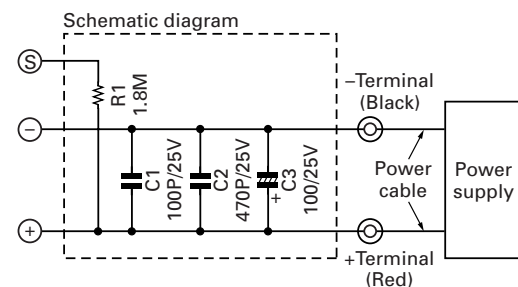 Schematic diagram
S
R1
1.8M
–Terminal
(Black)
–
C1
100P/25V
C2
470P/25V
C3
100/25V
+
Power
cable
Power
supply
+
+Terminal
(Red)